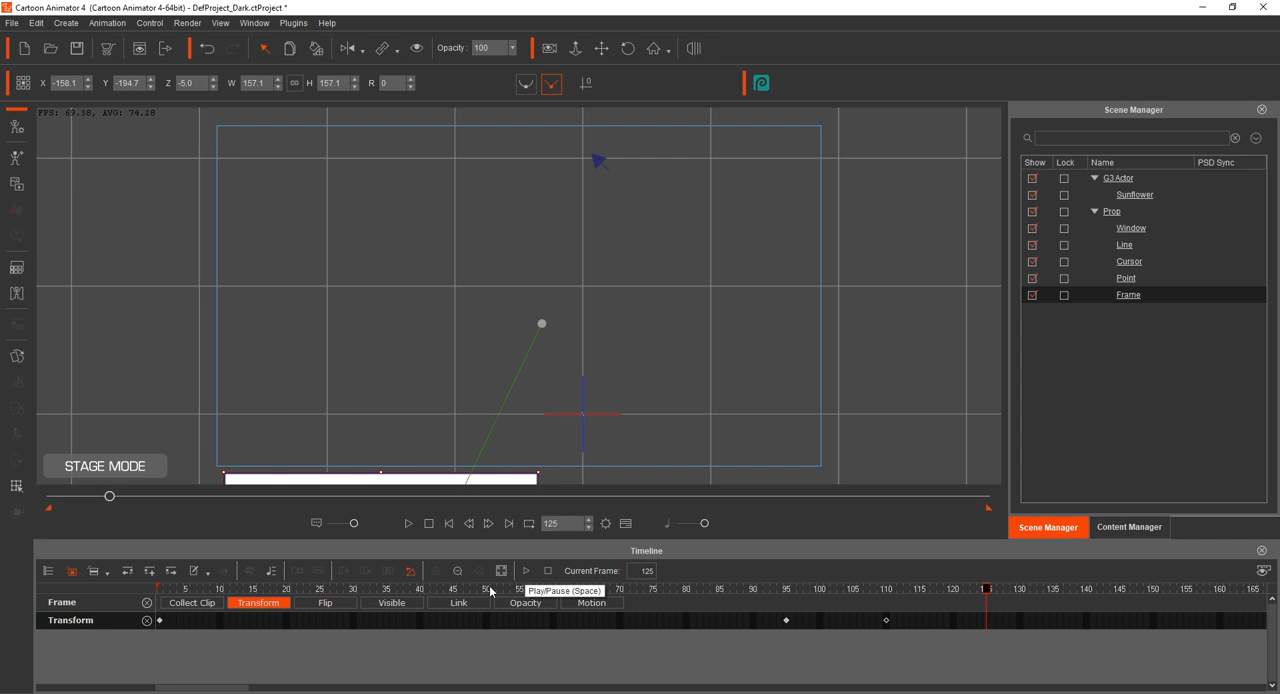 Cartoon Animator 4 (Cartoon Animator 4-64bit) - DefProject_Dark.ctProject *
File Edit Create Animation Control Render View Window Plugins Help
Opacity: 100
X -158.1 Y -194.7 Z -5.0 W 157.1 H 157.1 R 0
FPS: 69.38, AVG: 74.28
Scene Manager
Show Lock Name PSD Sync
G3Actor
Sunflower
Prop
Window
Line
Cursor
Point
Frame
STAGE MODE
125
Scene Manager Content Manager
Timeline
Current Frame: 125
5 10 15 20 25 30 35 40 45 50 55 Play/Pause (Space) 70 75 80 85 90 95 100 105 110 115 120 125 130 135 140 145 150 155 160 165
Frame Collect Clip Transform Flip Visible Link Opacity Motion
Transform